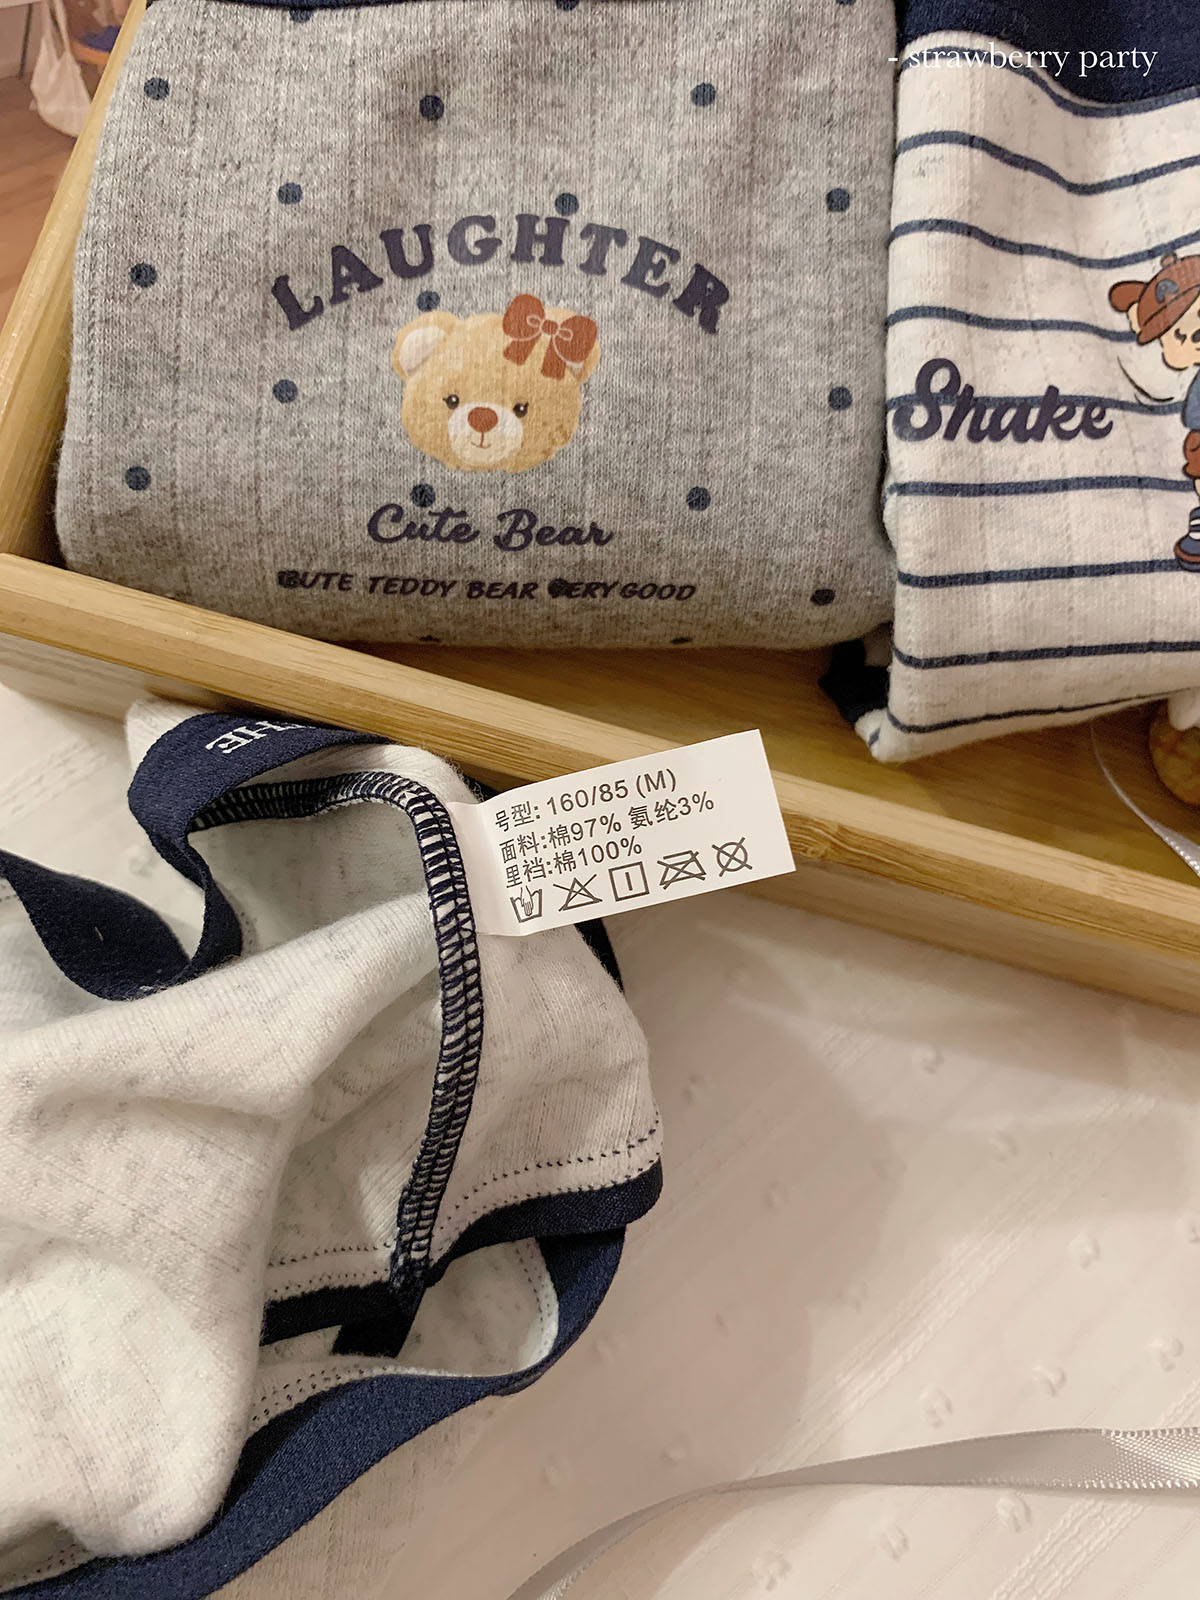 - strawberry party
LAUGHTER
Cute Bear
CUTE TEDDY BEAR VERY GOOD
Shake
THE
号型: 160/85 (M)
面料:棉97% 氨纶3%
里裆:棉100%